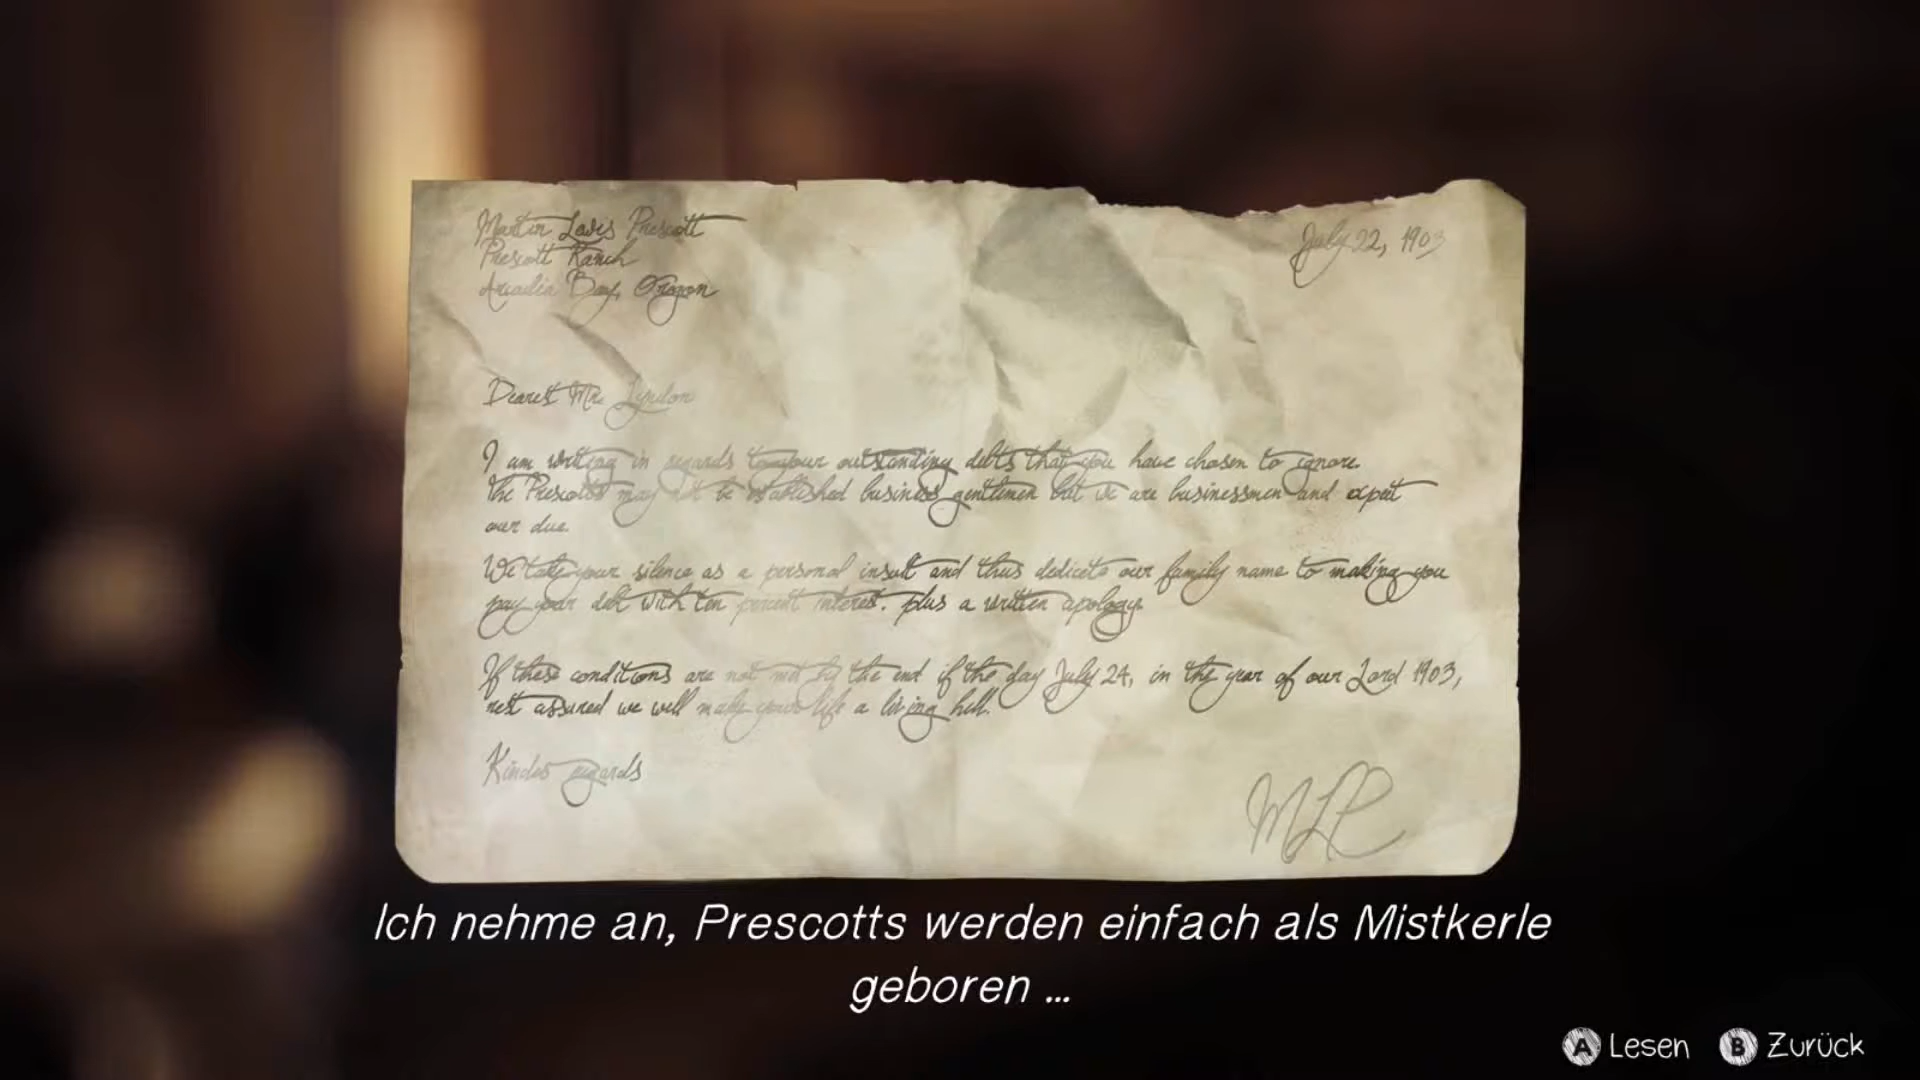 Martin Lewis Prescott
Prescott Ranch
Arcadia Bay, Oregon
July 22, 1903
Dearest Mr. Lyndon
I am writing in regards to your outstanding debts that you have chosen to ignore.
The Prescotts may not be established business gentlemen but we are businessmen and expect
our due.
We take your silence as a personal insult and thus dedicate our family name to making you
pay your debt with ten percent interest. plus a written apology.
If these conditions are not met by the end if the day July 24, in the year of our Lord 1903,
rest assured we will make your life a living hell.
Kindes regards
MLP
Ich nehme an, Prescotts werden einfach als Mistkerle
geboren ...
A Lesen B Zurück